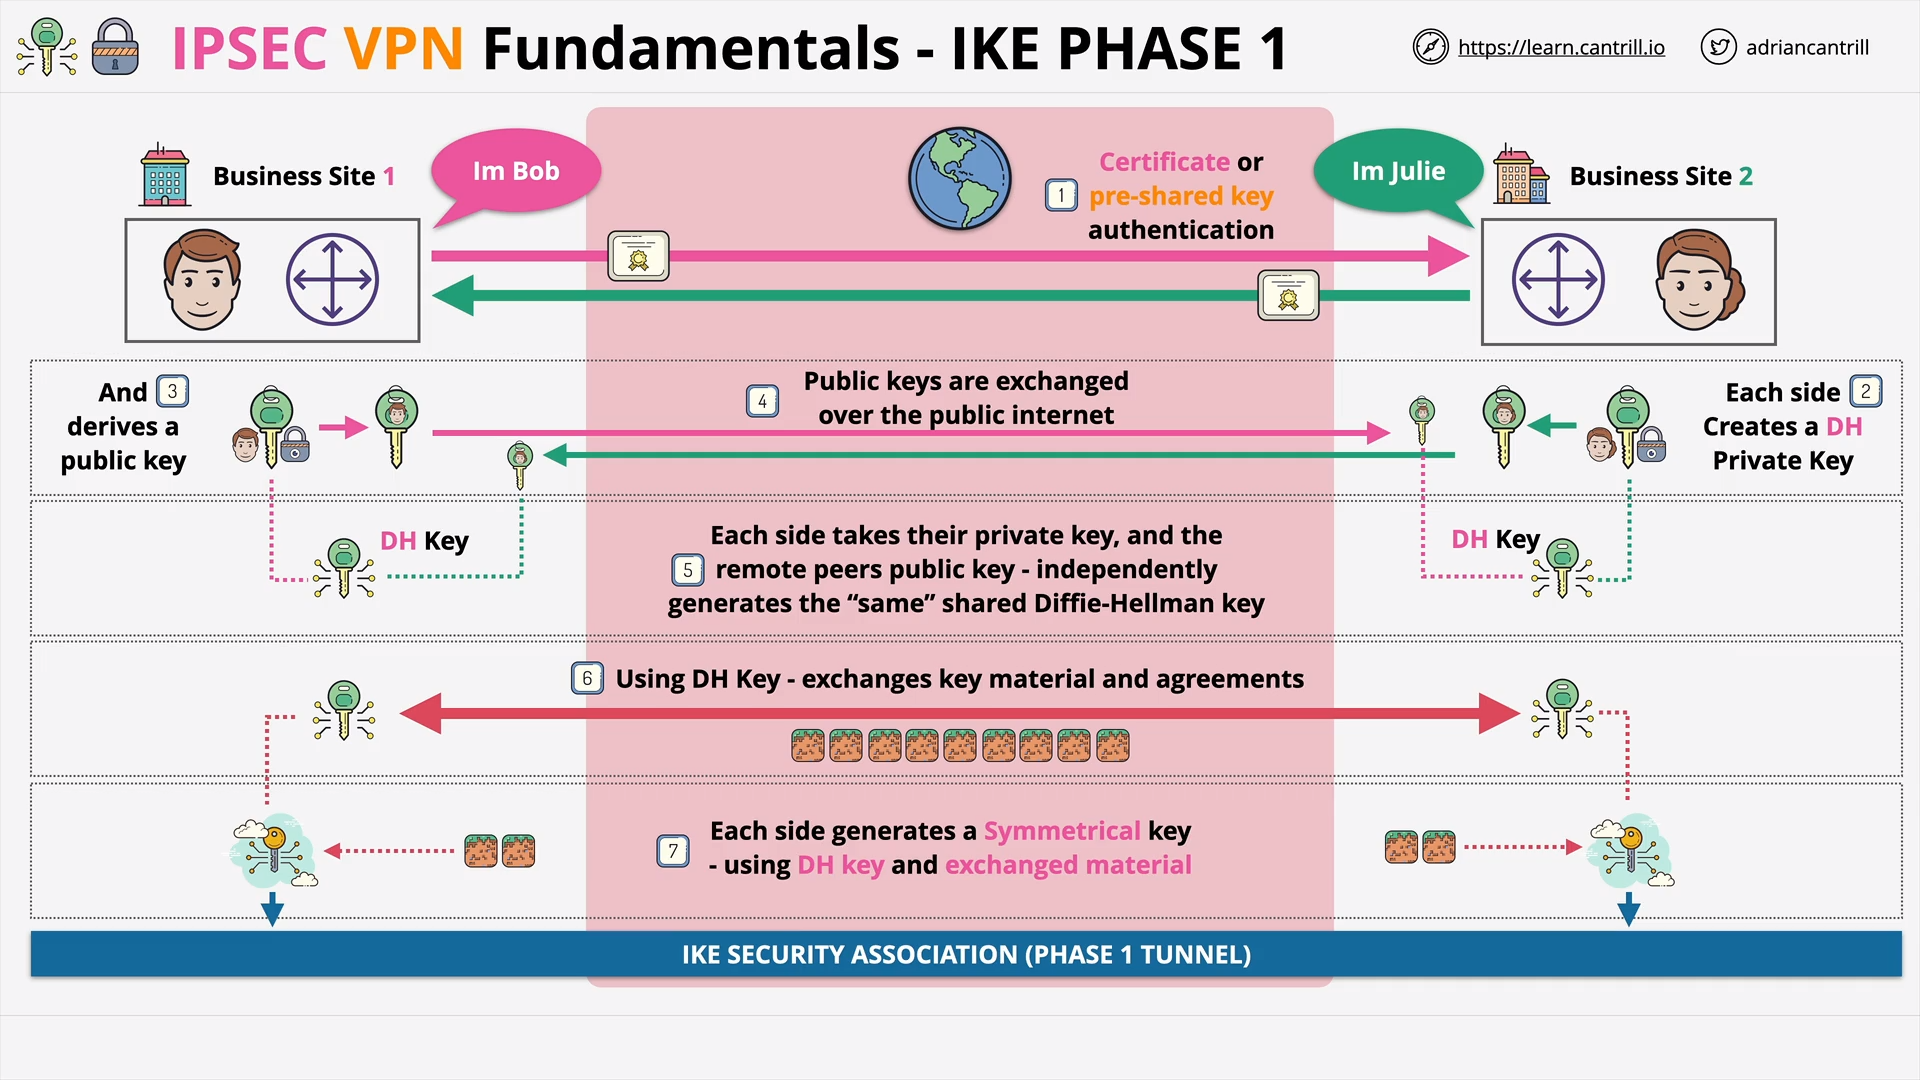 IPSEC VPN Fundamentals - IKE PHASE 1
https://learn.cantrill.io
adriancantrill
Business Site 1
Im Bob
Certificate or
1 pre-shared key
authentication
Im Julie
Business Site 2
And 3
derives a
public key
4
Public keys are exchanged
over the public internet
Each side 2
Creates a DH
Private Key
DH Key
Each side takes their private key, and the
5 remote peers public key - independently
generates the “same” shared Diffie-Hellman key
DH Key
6 Using DH Key - exchanges key material and agreements
7
Each side generates a Symmetrical key
- using DH key and exchanged material
IKE SECURITY ASSOCIATION (PHASE 1 TUNNEL)